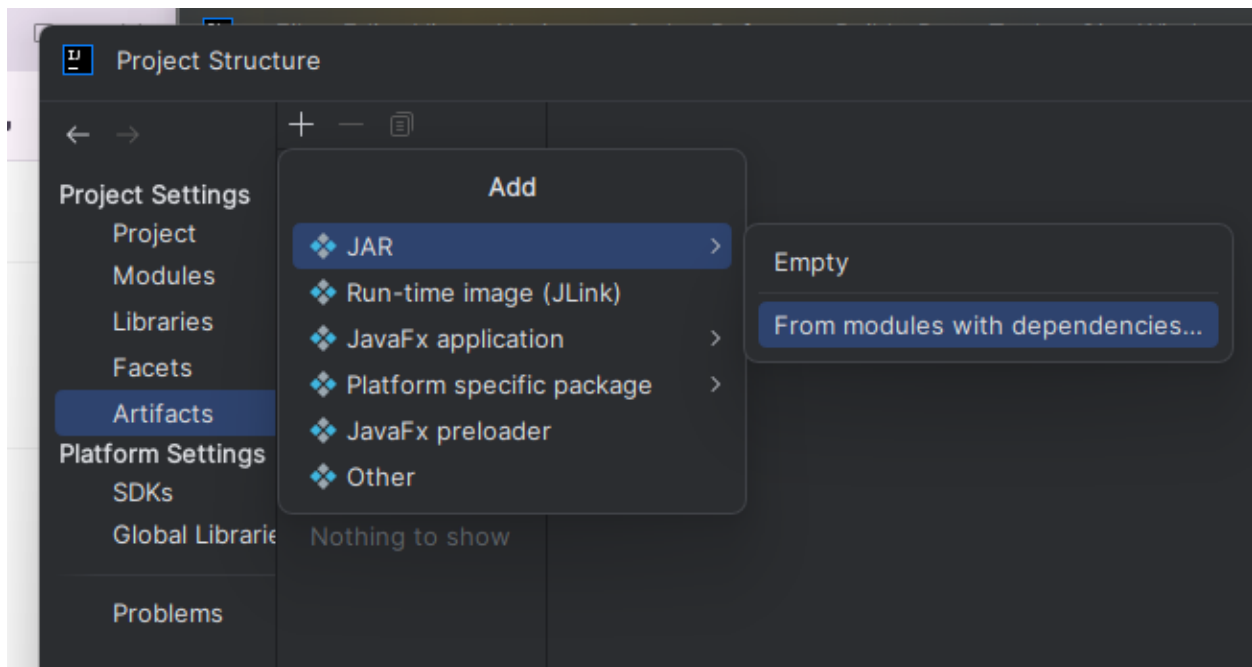 Project Structure
Project Settings
Project
Modules
Libraries
Facets
Artifacts
Platform Settings
SDKs
Global Librarie
Problems
Add
JAR
Run-time image (JLink)
JavaFx application
Platform specific package
JavaFx preloader
Other
Nothing to show
Empty
From modules with dependencies...